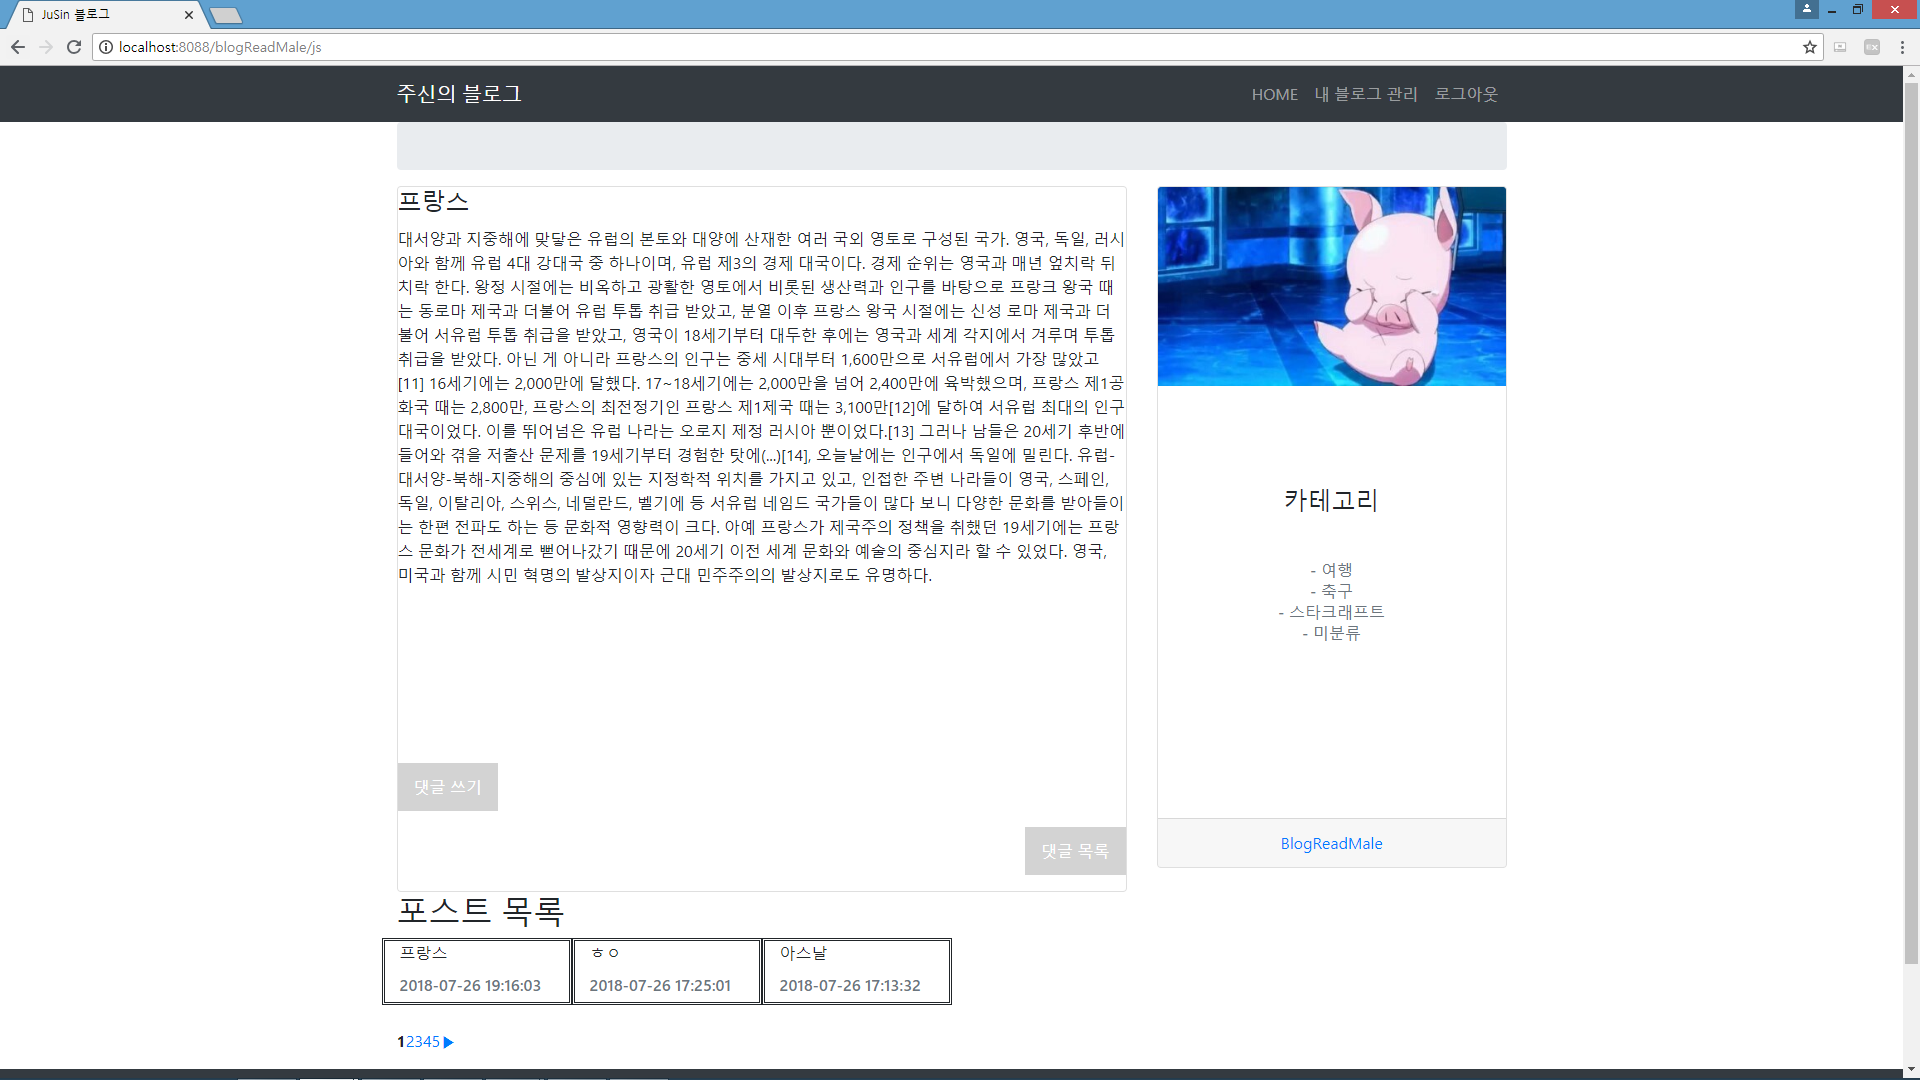 JuSin 블로그
localhost:8088/blogReadMale/js
주신의 블로그
HOME 내 블로그 관리 로그아웃
프랑스
대서양과 지중해에 맞닿은 유럽의 본토와 대양에 산재한 여러 국외 영토로 구성된 국가. 영국, 독일, 러시
아와 함께 유럽 4대 강대국 중 하나이며, 유럽 제3의 경제 대국이다. 경제 순위는 영국과 매년 엎치락 뒤
치락 한다. 왕정 시절에는 비옥하고 광활한 영토에서 비롯된 생산력과 인구를 바탕으로 프랑크 왕국 때
는 동로마 제국과 더불어 유럽 투톱 취급 받았고, 분열 이후 프랑스 왕국 시절에는 신성 로마 제국과 더
불어 서유럽 투톱 취급을 받았고, 영국이 18세기부터 대두한 후에는 영국과 세계 각지에서 겨루며 투톱
취급을 받았다. 아닌 게 아니라 프랑스의 인구는 중세 시대부터 1,600만으로 서유럽에서 가장 많았고
[11] 16세기에는 2,000만에 달했다. 17~18세기에는 2,000만을 넘어 2,400만에 육박했으며, 프랑스 제1공
화국 때는 2,800만, 프랑스의 최전정기인 프랑스 제1제국 때는 3,100만[12]에 달하여 서유럽 최대의 인구
대국이었다. 이를 뛰어넘은 유럽 나라는 오로지 제정 러시아 뿐이었다.[13] 그러나 남들은 20세기 후반에
들어와 겪을 저출산 문제를 19세기부터 경험한 탓에(...)[14], 오늘날에는 인구에서 독일에 밀린다. 유럽-
대서양-북해-지중해의 중심에 있는 지정학적 위치를 가지고 있고, 인접한 주변 나라들이 영국, 스페인,
독일, 이탈리아, 스위스, 네덜란드, 벨기에 등 서유럽 네임드 국가들이 많다 보니 다양한 문화를 받아들이
는 한편 전파도 하는 등 문화적 영향력이 크다. 아예 프랑스가 제국주의 정책을 취했던 19세기에는 프랑
스 문화가 전세계로 뻗어나갔기 때문에 20세기 이전 세계 문화와 예술의 중심지라 할 수 있었다. 영국,
미국과 함께 시민 혁명의 발상지이자 근대 민주주의의 발상지로도 유명하다.
댓글 쓰기
댓글 목록
카테고리
- 여행
- 축구
- 스타크래프트
- 미분류
BlogReadMale
포스트 목록
프랑스
2018-07-26 19:16:03
ㅎㅇ
2018-07-26 17:25:01
아스날
2018-07-26 17:13:32
12345▶